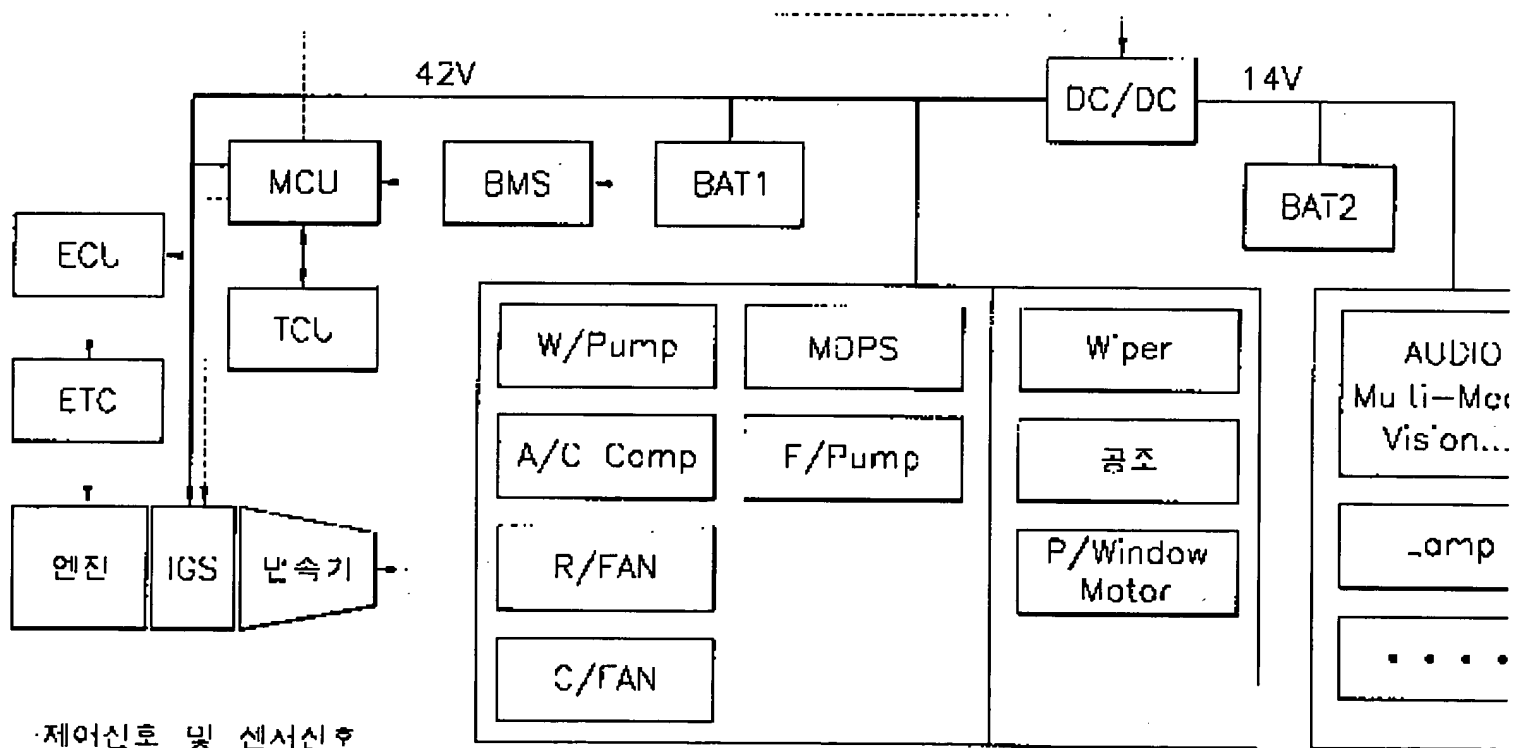 42V
14V
DC/DC
MCU
BMS
BAT1
BAT2
ECU
TCU
ETC
W/Pump
MDPS
Wiper
AUDIO
Vision...
A/C Comp
F/Pump
공조
엔진
IGS
변속기
R/FAN
P/Window
Motor
Lamp
C/FAN
• • • •
제어신호 및 센서신호